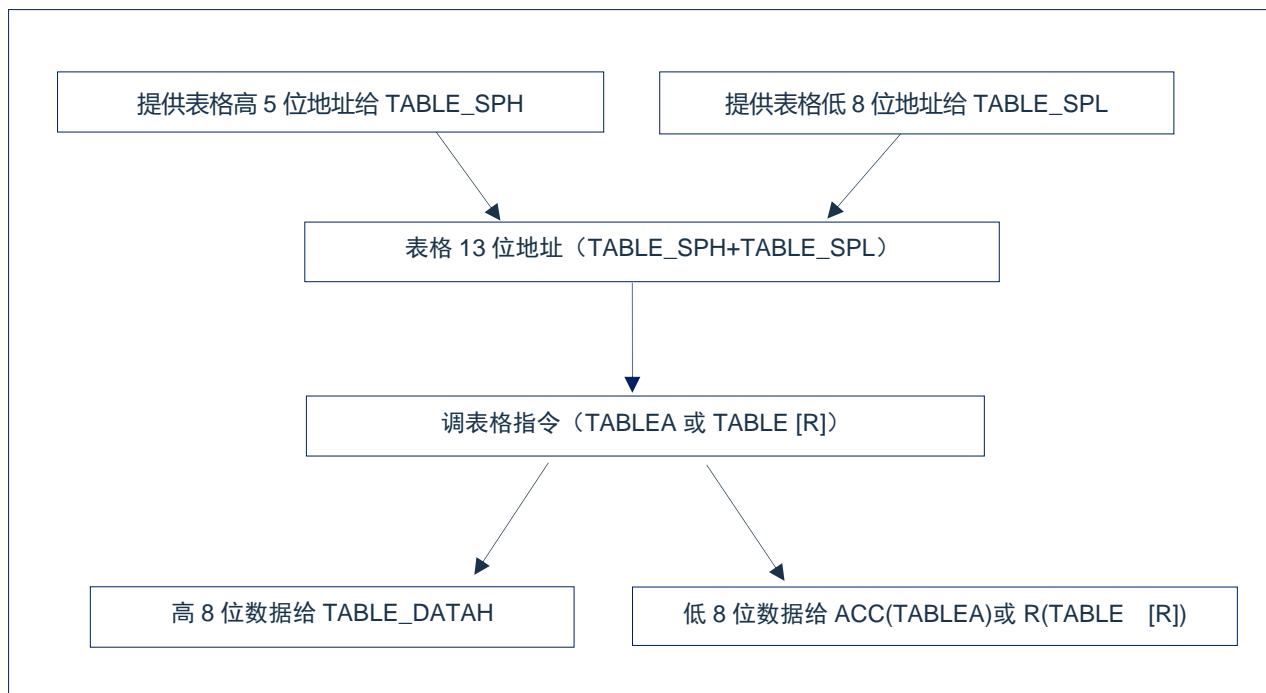 提供表格高 5 位地址给 TABLE_SPH
提供表格低 8 位地址给 TABLE_SPL
表格 13 位地址（TABLE_SPH+TABLE_SPL）
调表格指令（TABLEA 或 TABLE [R]）
高 8 位数据给 TABLE_DATAH
低 8 位数据给 ACC(TABLEA)或 R(TABLE [R])